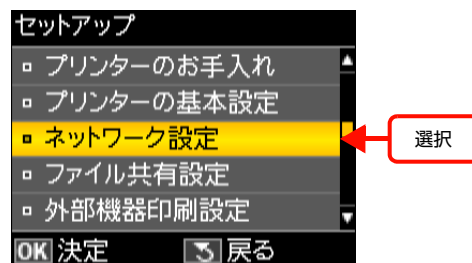 セットアップ
プリンターのお手入れ
プリンターの基本設定
ネットワーク設定
選択
ファイル共有設定
外部機器印刷設定
OK 決定 戻る